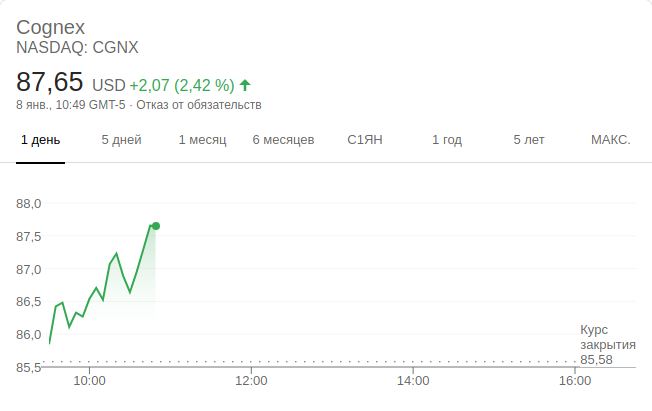 Cognex
NASDAQ: CGNX
87,65 USD +2,07 (2,42 %)
8 янв., 10:49 GMT-5 · Отказ от обязательств
1 день 5 дней 1 месяц 6 месяцев С1ЯН 1 год 5 лет МАКС.
88,0
87,5
87,0
86,5
86,0
85,5
Курс
закрытия
85,58
10:00 12:00 14:00 16:00